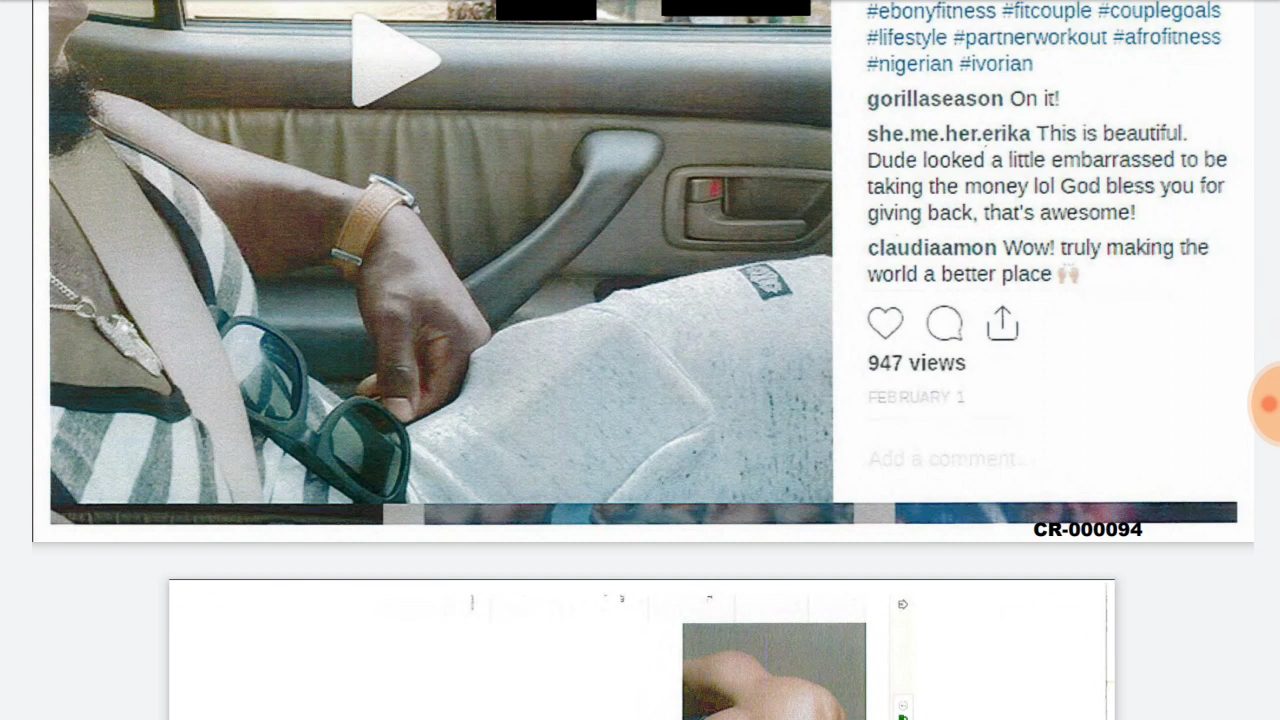 #ebonyfitness #fitcouple #couplegoals
#lifestyle #partnerworkout #afrofitness
#nigerian #ivorian
gorillaseason On it!
she.me.her.erika This is beautiful.
Dude looked a little embarrassed to be
taking the money lol God bless you for
giving back, that's awesome!
claudiaamon Wow! truly making the
world a better place 🙌🏼
947 views
FEBRUARY 1
Add a comment...
CR-000094